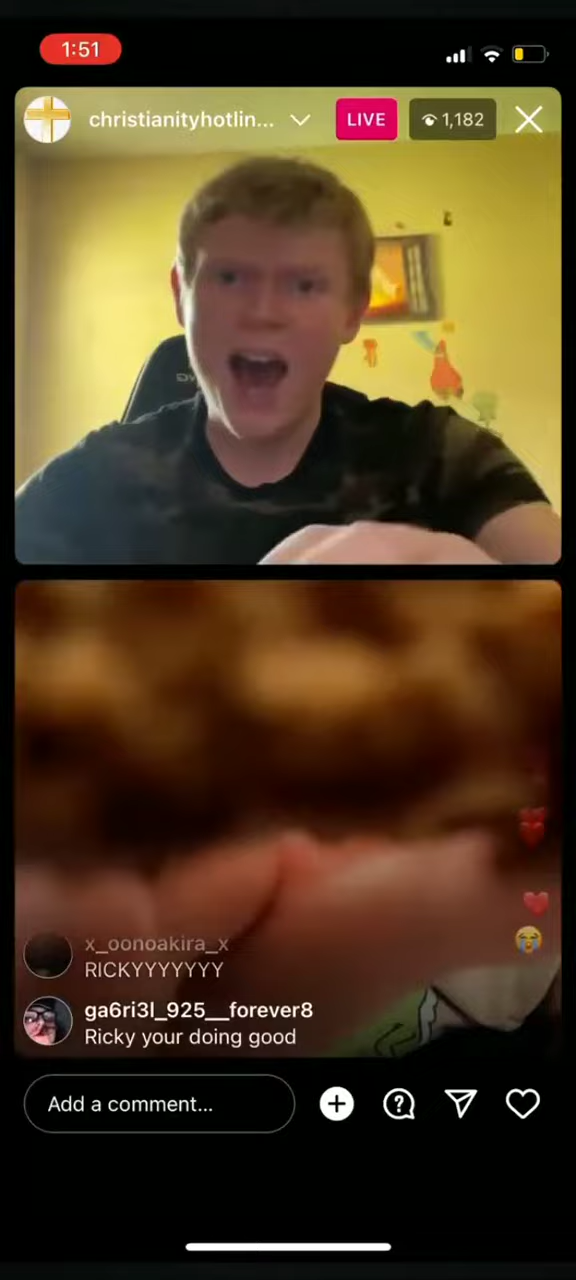 1:51
christianityhotlin...
LIVE
1,182
x_oonoakira_x
RICKYYYYYYY
ga6ri3l_925__forever8
Ricky your doing good
Add a comment...